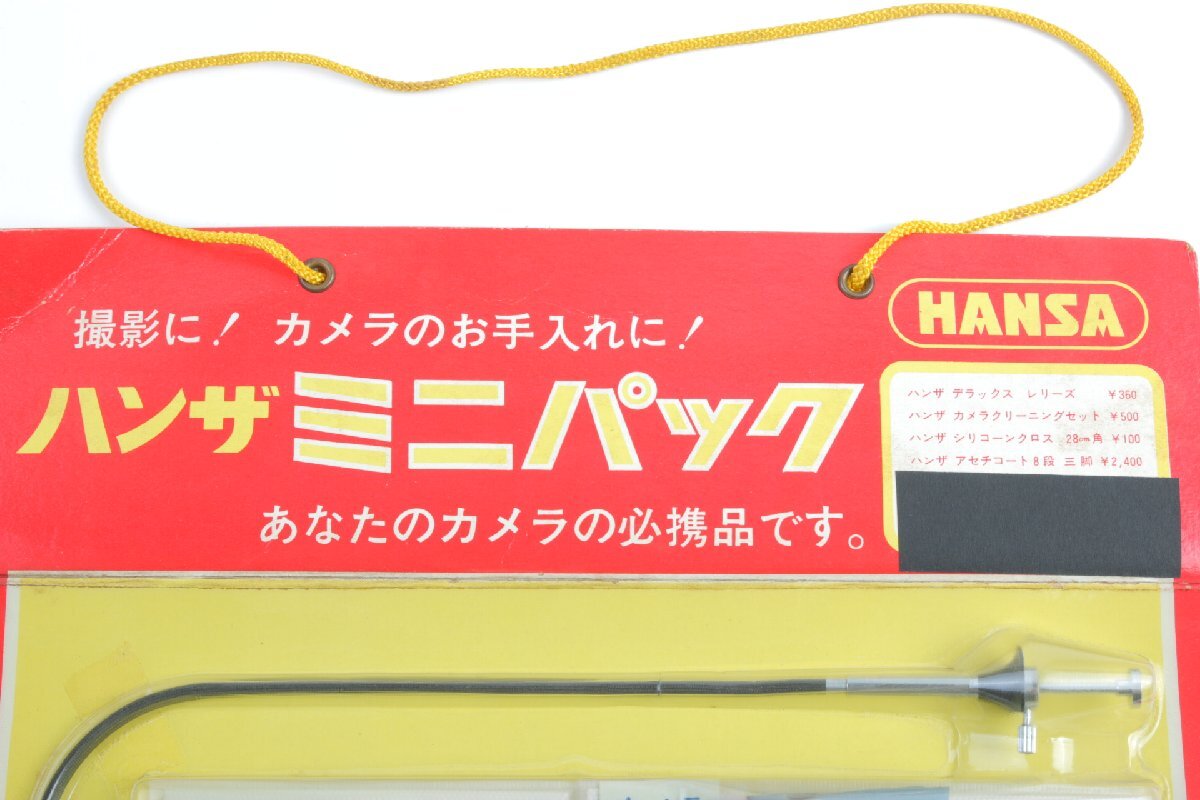 撮影に! カメラのお手入れに!
ハンザ ミニパック
あなたのカメラの必携品です。
HANSA
ハンザ デラックス レリーズ ¥360
ハンザ カメラクリーニングセット ¥500
ハンザ シリコーンクロス 28cm角 ¥100
ハンザ アセチコート8段 三脚 ¥2,400